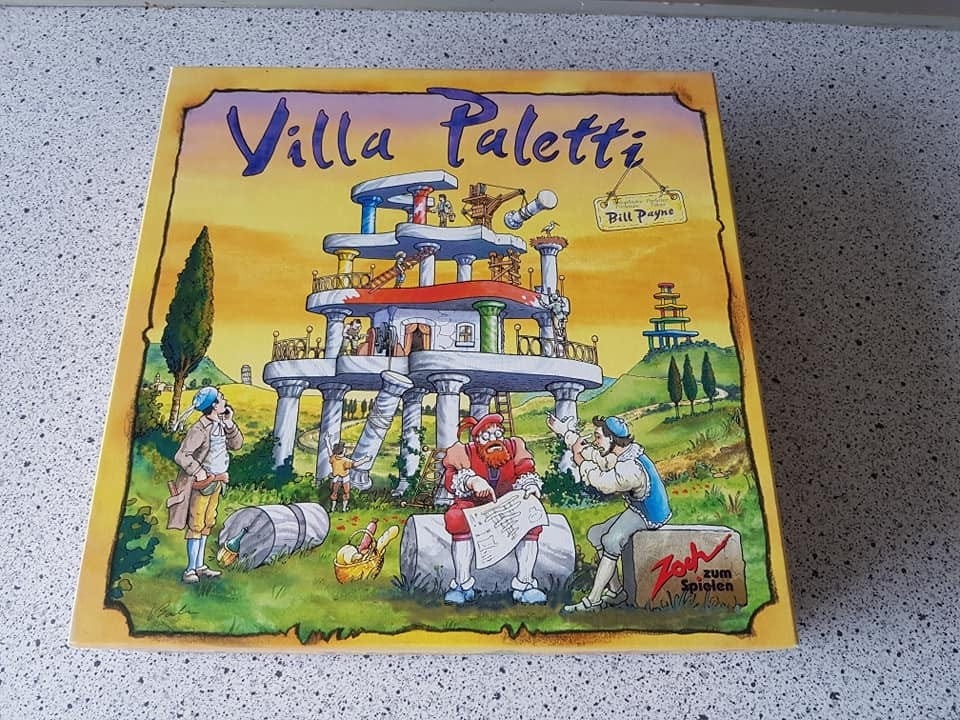 Villa Paletti
Bill Payne
Zoch
zum
Spielen